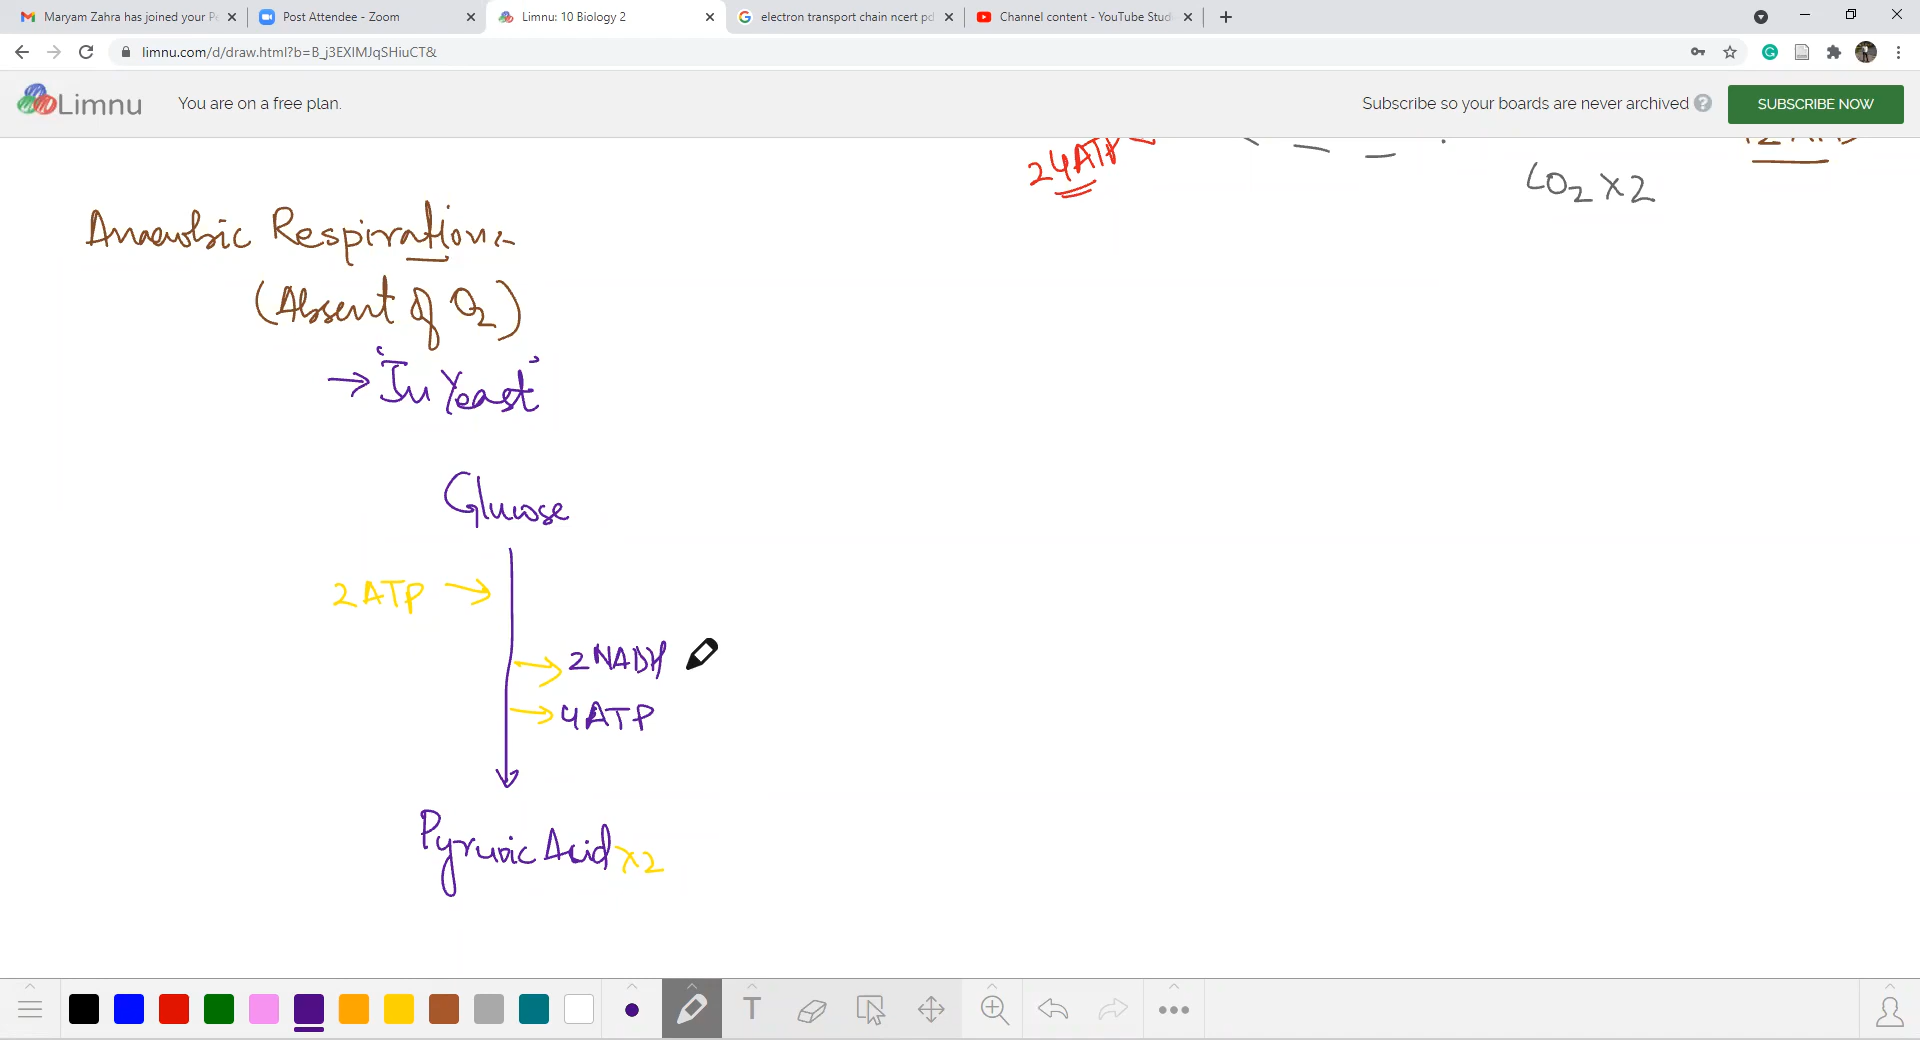 Maryam Zahra has joined your Pe
Post Attendee - Zoom
Limnu: 10 Biology 2
electron transport chain ncert pd
Channel content - YouTube Stud
limnu.com/d/draw.html?b=B_j3EXIMJqSHiuCT&
Limnu
You are on a free plan.
Subscribe so your boards are never archived
SUBSCRIBE NOW
24ATP
CO2 X2
Anaerobic Respiration:-
(Absent of O2)
→ "In Yeast"
Glucose
2ATP →
→ 2NADH
→ 4ATP
Pyruvic Acid x2
T